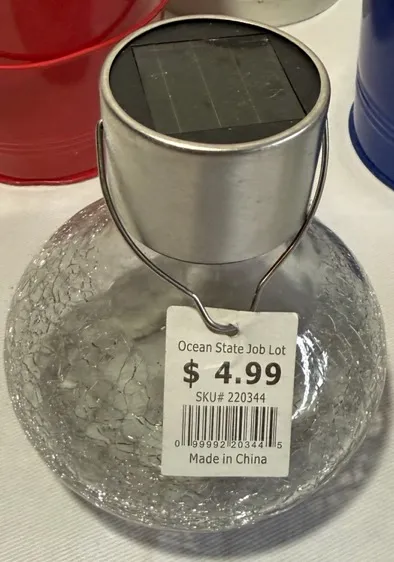 Ocean State Job Lot
$ 4.99
SKU# 220344
0 99992 20344 5
Made in China